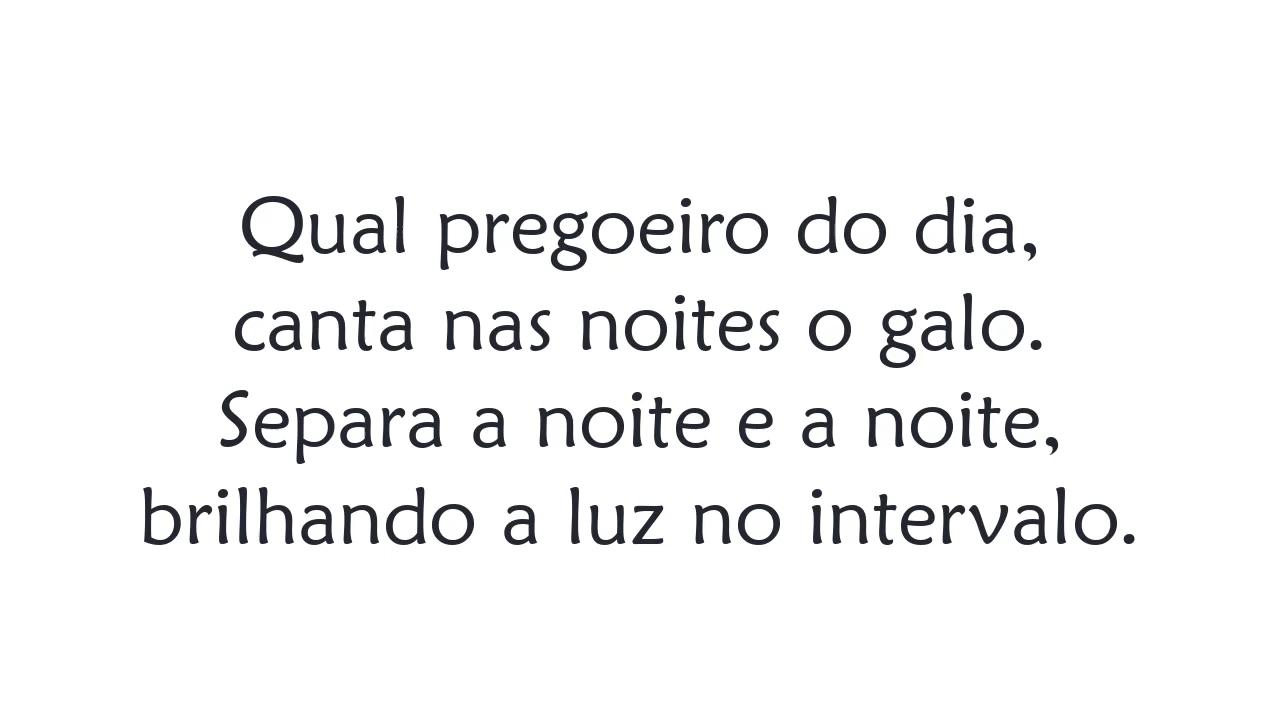 Qual pregoeiro do dia,
canta nas noites o galo.
Separa a noite e a noite,
brilhando a luz no intervalo.